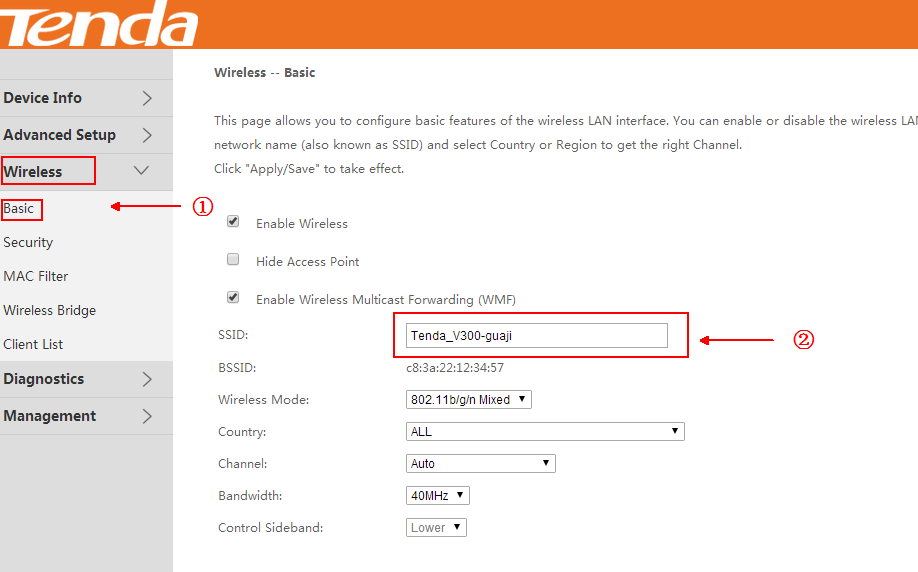 Tenda
Device Info
Advanced Setup
Wireless
Basic
Security
MAC Filter
Wireless Bridge
Client List
Diagnostics
Management
①
Wireless -- Basic
This page allows you to configure basic features of the wireless LAN interface. You can enable or disable the wireless LA
network name (also known as SSID) and select Country or Region to get the right Channel.
Click "Apply/Save" to take effect.
Enable Wireless
Hide Access Point
Enable Wireless Multicast Forwarding (WMF)
SSID: Tenda_V300-guaji
②
BSSID: c8:3a:22:12:34:57
Wireless Mode: 802.11b/g/n Mixed
Country: ALL
Channel: Auto
Bandwidth: 40MHz
Control Sideband: Lower